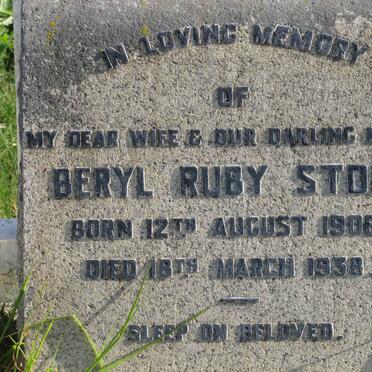 IN LOVING MEMORY
OF
MY DEAR WIFE & OUR DARLING
BERYL RUBY
BORN 12TH AUGUST 1906
DIED 18TH MARCH 1938
SLEEP ON BELOVED.